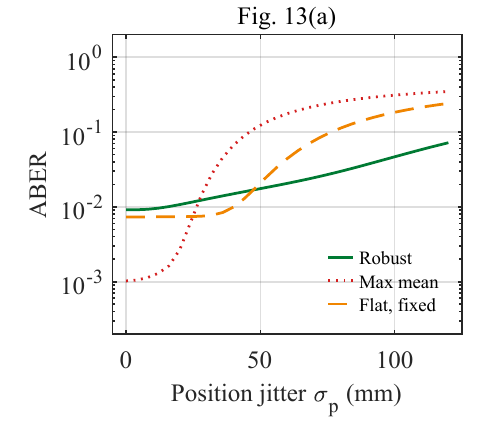 Fig. 13(a)
10^0
10^-1
10^-2
10^-3
ABER
Robust
Max mean
Flat, fixed
0 50 100
Position jitter σ_p (mm)